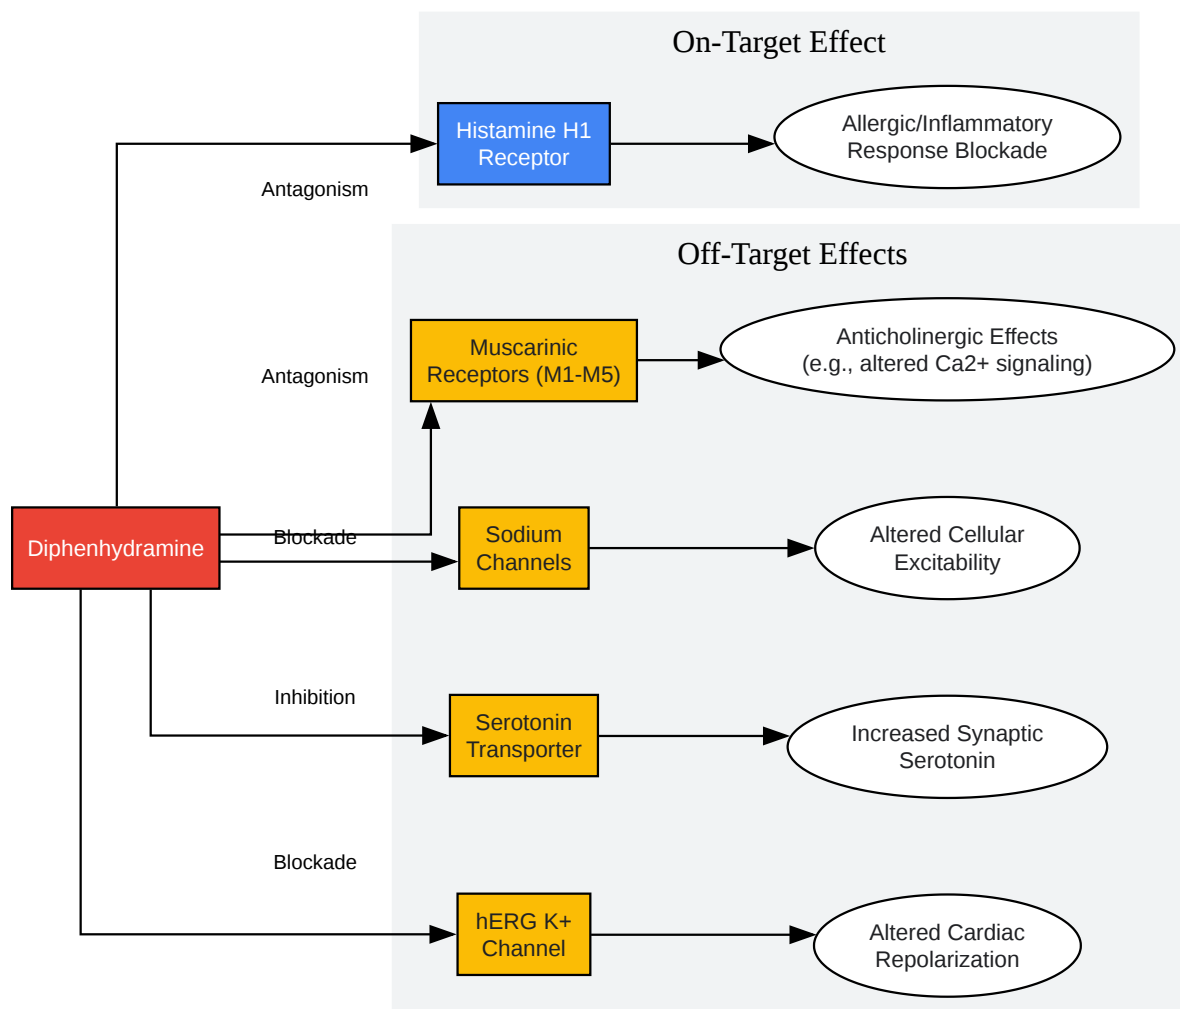 On-Target Effect
Histamine H1
Receptor
Allergic/Inflammatory
Response Blockade
Antagonism
Off-Target Effects
Antagonism
Muscarinic
Receptors (M1-M5)
Anticholinergic Effects
(e.g., altered Ca2+ signaling)
Diphenhydramine
Blockade
Sodium
Channels
Altered Cellular
Excitability
Inhibition
Serotonin
Transporter
Increased Synaptic
Serotonin
Blockade
hERG K+
Channel
Altered Cardiac
Repolarization